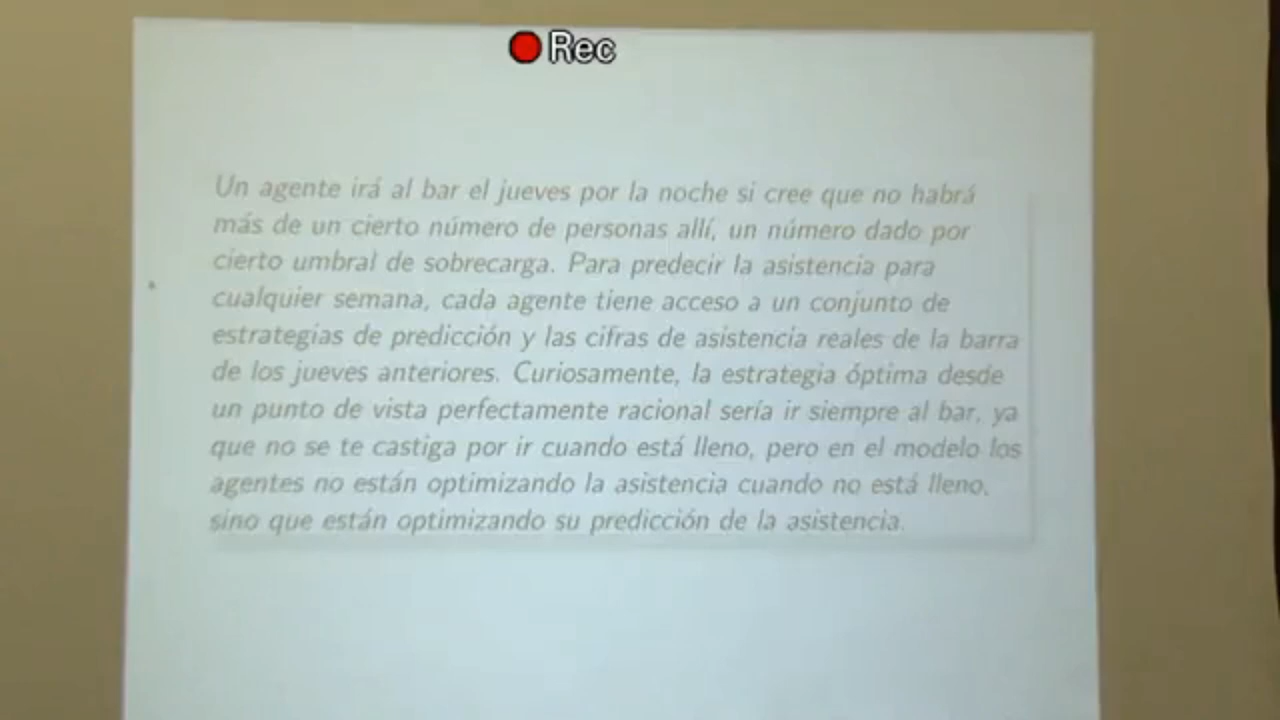 Rec
Un agente irá al bar el jueves por la noche si cree que no habrá
más de un cierto número de personas allí, un número dado por
cierto umbral de sobrecarga. Para predecir la asistencia para
cualquier semana, cada agente tiene acceso a un conjunto de
estrategias de predicción y las cifras de asistencia reales de la barra
de los jueves anteriores. Curiosamente, la estrategia óptima desde
un punto de vista perfectamente racional sería ir siempre al bar, ya
que no se te castiga por ir cuando está lleno, pero en el modelo los
agentes no están optimizando la asistencia cuando no está lleno,
sino que están optimizando su predicción de la asistencia.